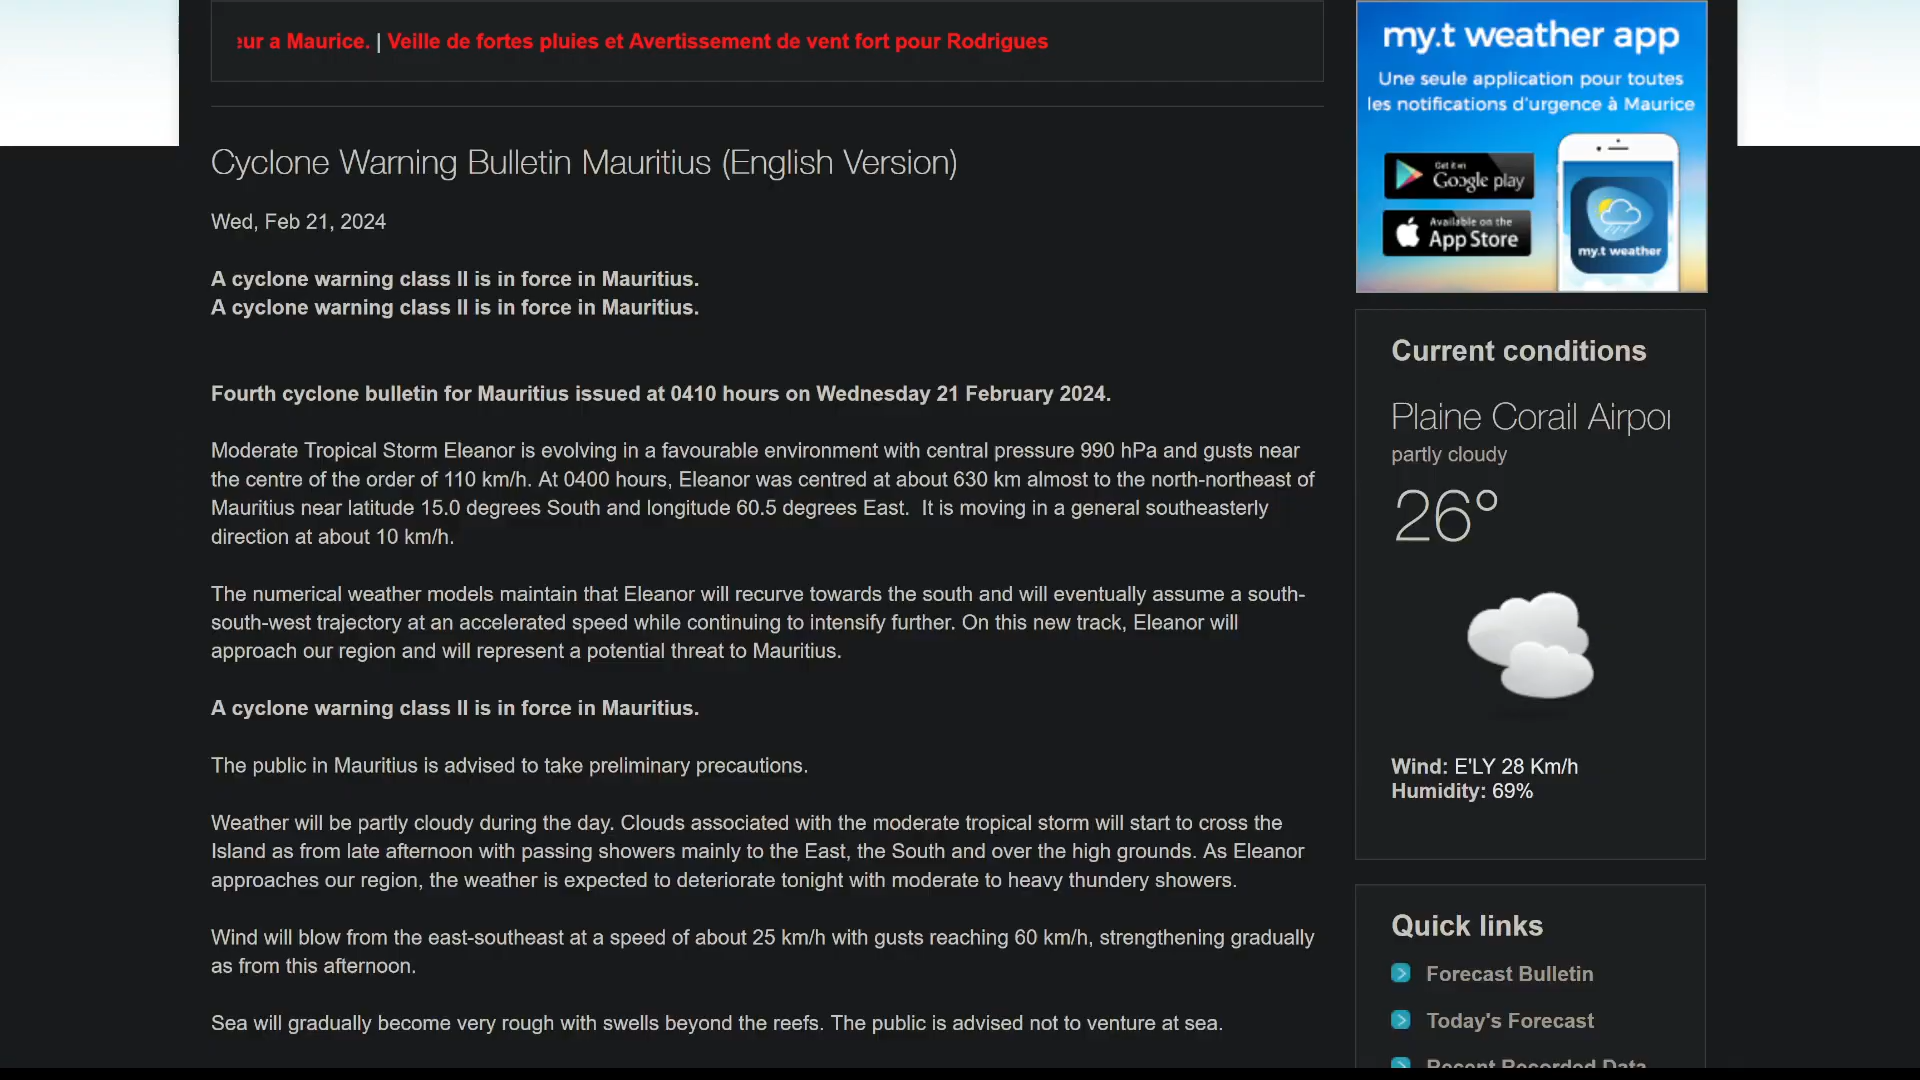 eur a Maurice. | Veille de fortes pluies et Avertissement de vent fort pour Rodrigues
Cyclone Warning Bulletin Mauritius (English Version)
Wed, Feb 21, 2024
A cyclone warning class II is in force in Mauritius.
A cyclone warning class II is in force in Mauritius.
Fourth cyclone bulletin for Mauritius issued at 0410 hours on Wednesday 21 February 2024.
Moderate Tropical Storm Eleanor is evolving in a favourable environment with central pressure 990 hPa and gusts near
the centre of the order of 110 km/h. At 0400 hours, Eleanor was centred at about 630 km almost to the north-northeast of
Mauritius near latitude 15.0 degrees South and longitude 60.5 degrees East.  It is moving in a general southeasterly
direction at about 10 km/h.
The numerical weather models maintain that Eleanor will recurve towards the south and will eventually assume a south-
south-west trajectory at an accelerated speed while continuing to intensify further. On this new track, Eleanor will
approach our region and will represent a potential threat to Mauritius.
A cyclone warning class II is in force in Mauritius.
The public in Mauritius is advised to take preliminary precautions.
Weather will be partly cloudy during the day. Clouds associated with the moderate tropical storm will start to cross the
Island as from late afternoon with passing showers mainly to the East, the South and over the high grounds. As Eleanor
approaches our region, the weather is expected to deteriorate tonight with moderate to heavy thundery showers.
Wind will blow from the east-southeast at a speed of about 25 km/h with gusts reaching 60 km/h, strengthening gradually
as from this afternoon.
Sea will gradually become very rough with swells beyond the reefs. The public is advised not to venture at sea.
my.t weather app
Une seule application pour toutes
les notifications d'urgence à Maurice
Get it on
Google play
Available on the
App Store
my.t weather
Current conditions
Plaine Corail Airpor
partly cloudy
26°
Wind: E'LY 28 Km/h
Humidity: 69%
Quick links
Forecast Bulletin
Today's Forecast
Recent Recorded Data